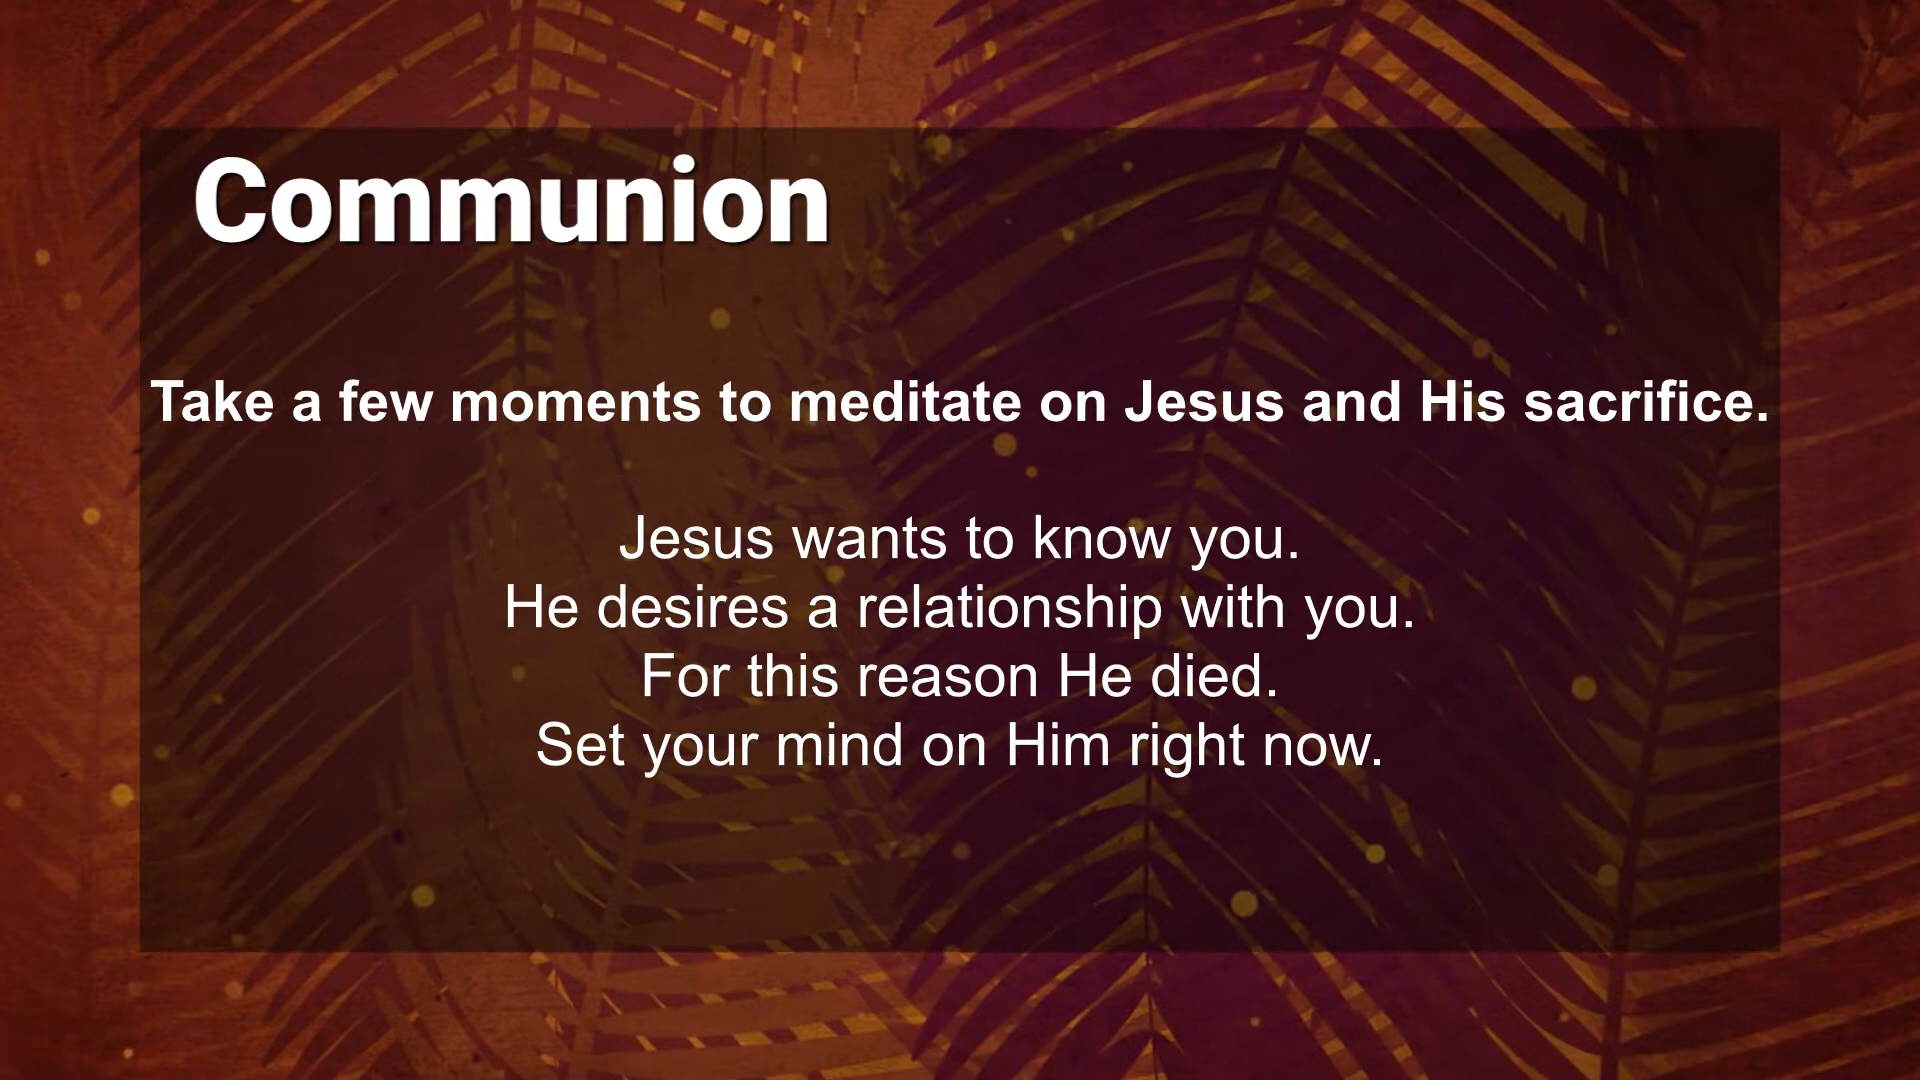 Communion
Take a few moments to meditate on Jesus and His sacrifice.
Jesus wants to know you.
He desires a relationship with you.
For this reason He died.
Set your mind on Him right now.